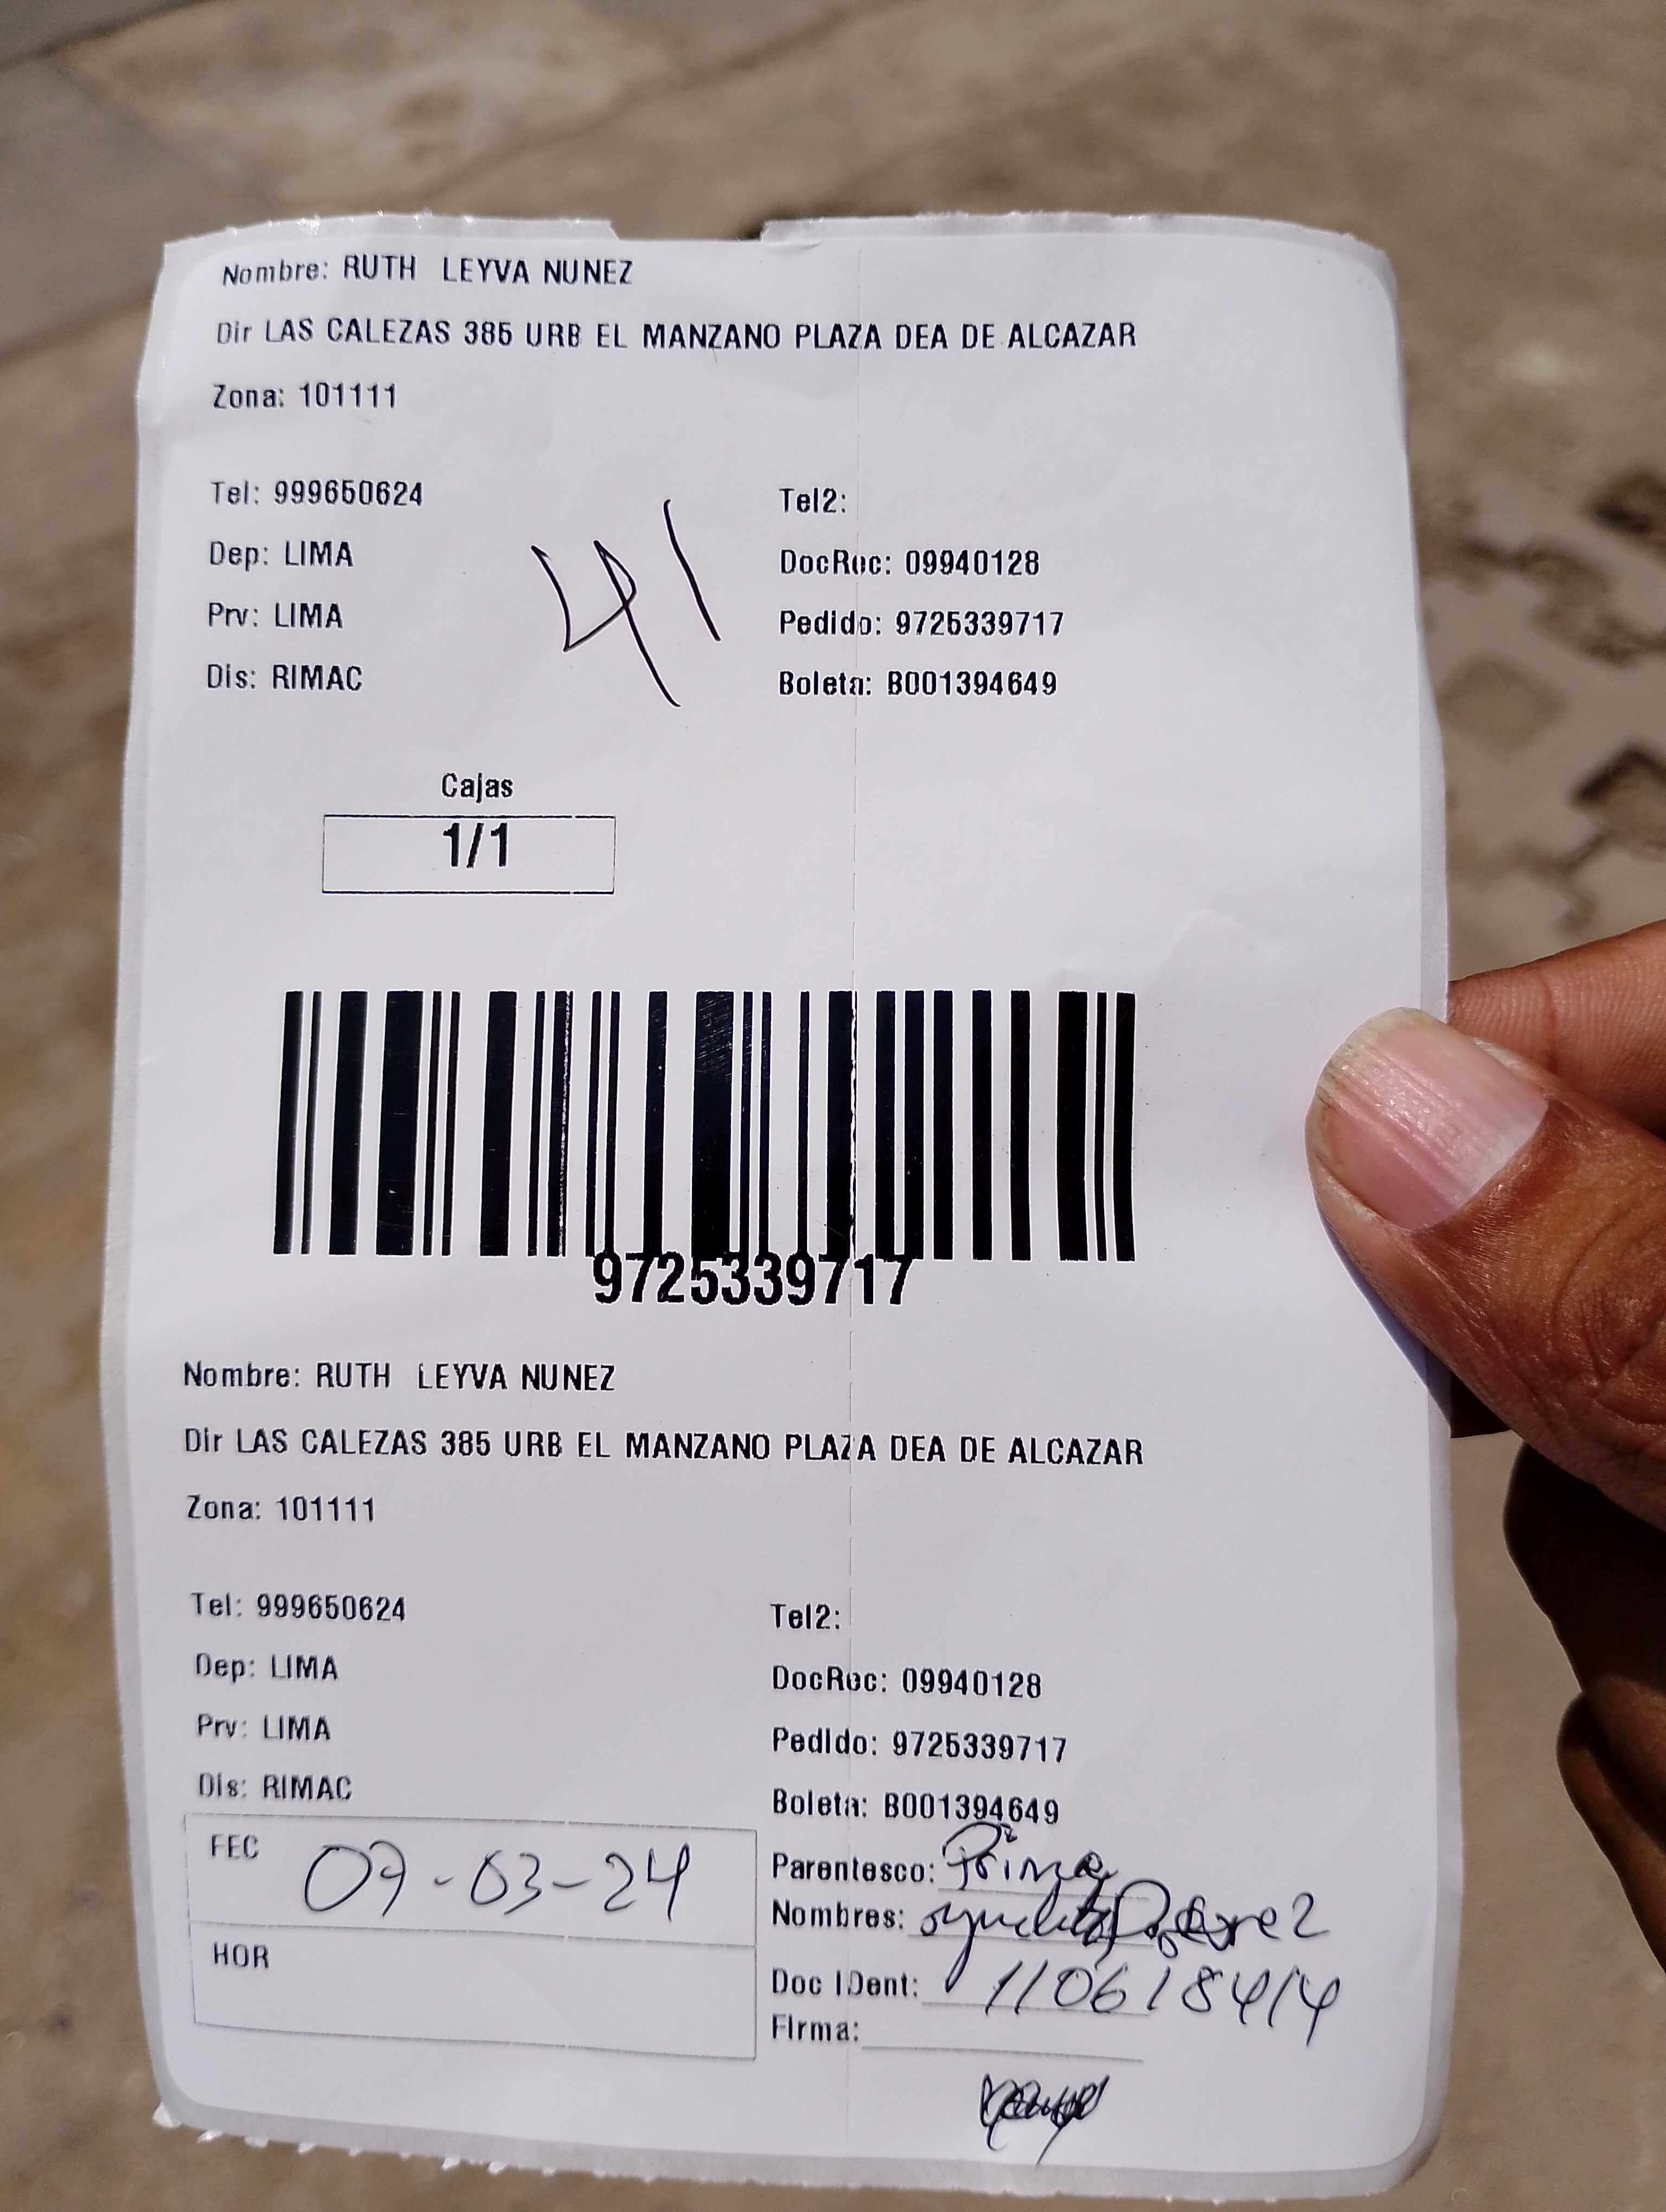 Nombre: RUTH LEYVA NUNEZ
Dir LAS CALEZAS 385 URB EL MANZANO PLAZA DEA DE ALCAZAR
Zona: 101111
Tel: 999650624 Tel2:
Dep: LIMA DocRec: 09940128
Prv: LIMA Pedido: 9725339717
Dis: RIMAC Boleta: B001394649
41
Cajas
1/1
9725339717
Nombre: RUTH LEYVA NUNEZ
Dir LAS CALEZAS 385 URB EL MANZANO PLAZA DEA DE ALCAZAR
Zona: 101111
Tel: 999650624 Tel2:
Dep: LIMA DocRec: 09940128
Prv: LIMA Pedido: 9725339717
Dis: RIMAC Boleta: B001394649
FEC 07-03-24
HOR
Parentesco: Prima
Nombres:
Doc IDent: 110618414
Firma: